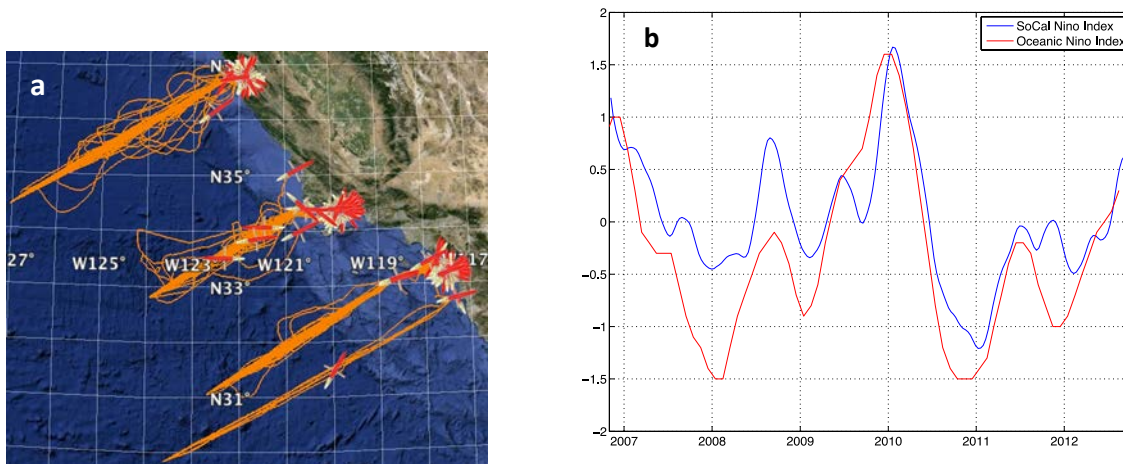 a
N35°
27°
W125°
W123°
W121°
W119°
N33°
N31°
b
SoCal Nino Index
Oceanic Nino Index
2
1.5
1
0.5
0
-0.5
-1
-1.5
-2
2007 2008 2009 2010 2011 2012